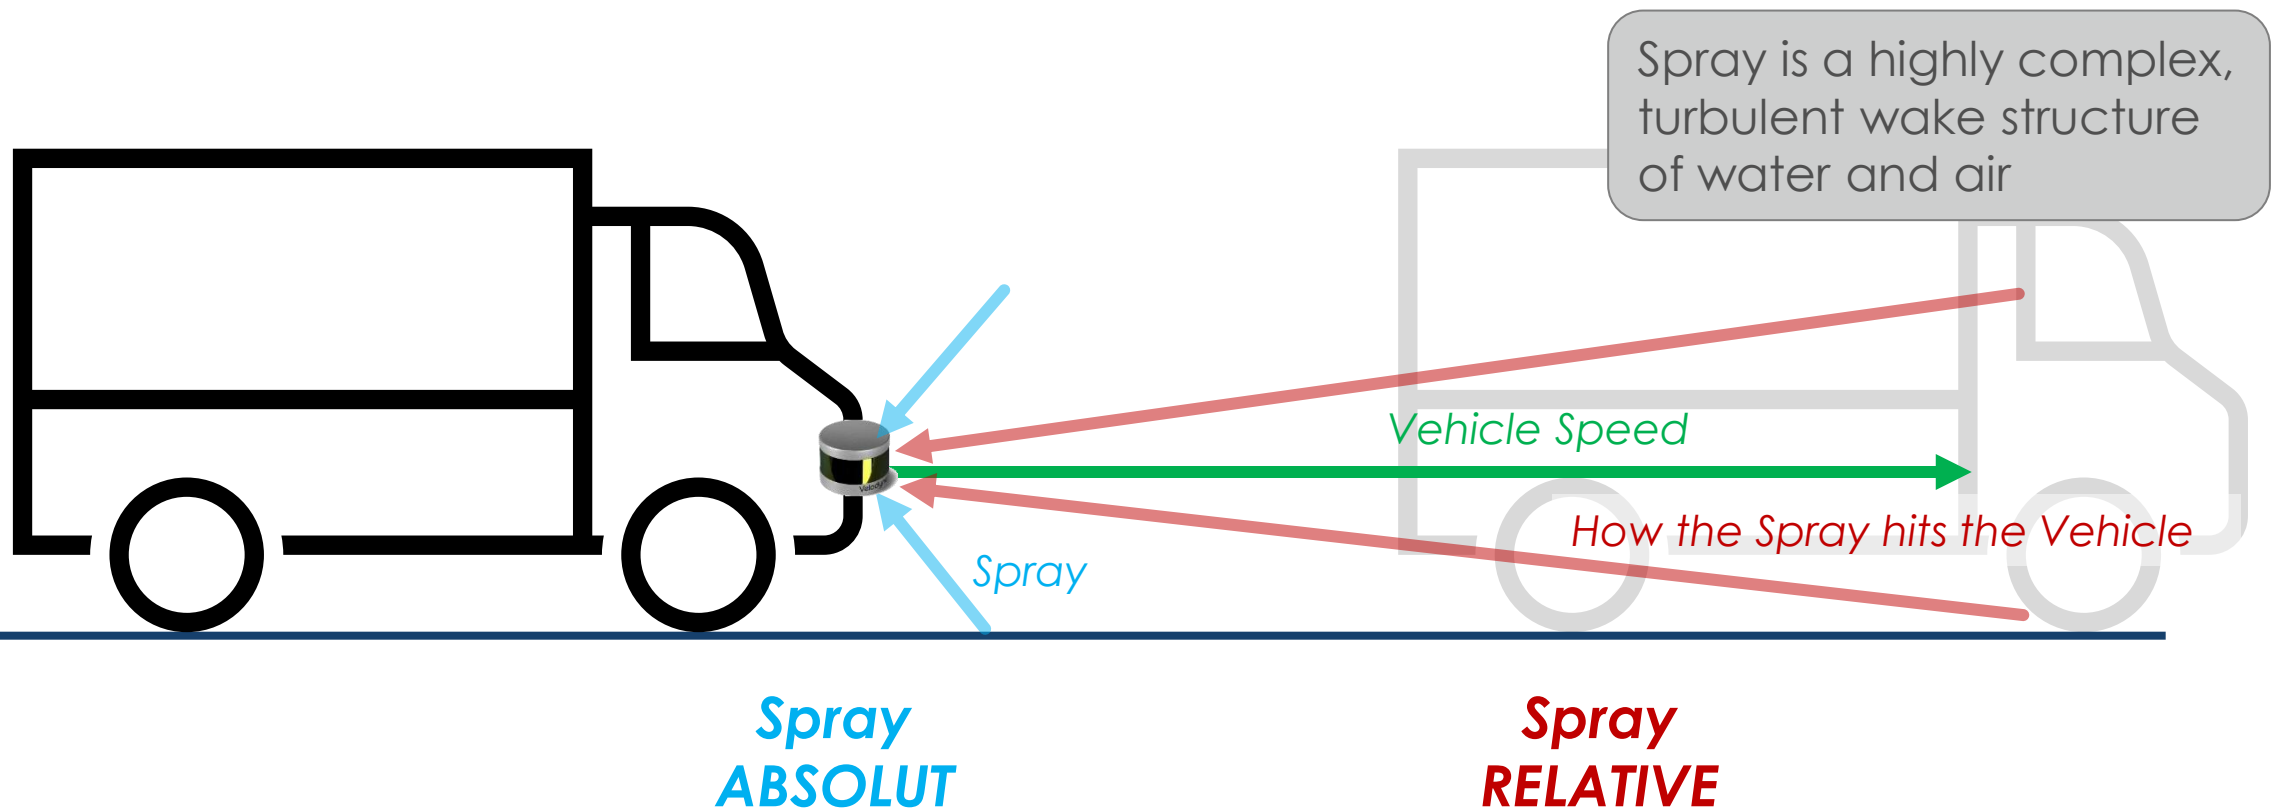 Spray is a highly complex,
turbulent wake structure
of water and air
Vehicle Speed
Velodyne
How the Spray hits the Vehicle
Spray
Spray
ABSOLUT
Spray
RELATIVE